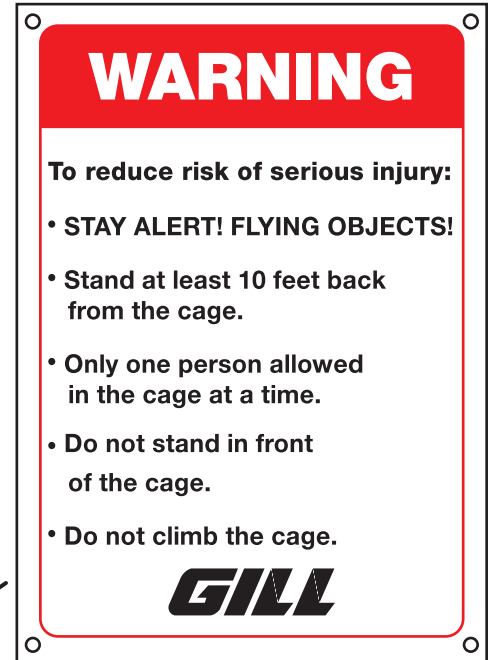 WARNING
To reduce risk of serious injury:
• STAY ALERT! FLYING OBJECTS!
• Stand at least 10 feet back
from the cage.
• Only one person allowed
in the cage at a time.
• Do not stand in front
of the cage.
• Do not climb the cage.
GILL